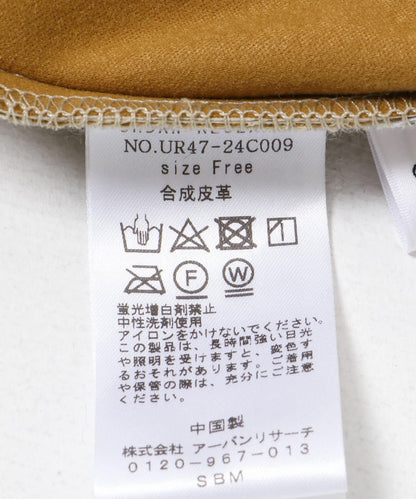 NO.UR47-24C009
size Free
合成皮革
F
W
蛍光増白剤禁止
中性洗剤使用
アイロンをかけないでください。
この製品は、長時間強い日光
や照明を受けますと、変色す
るおそれがあります。ご着用
や保管の際は、充分にご注意
ください。
中国製
株式会社 アーバンリサーチ
0120-967-013
SBM